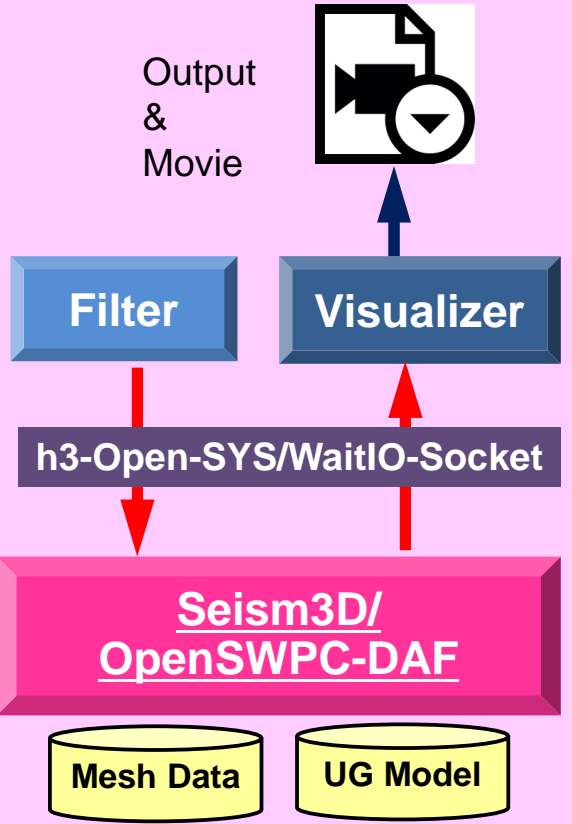 Output
&
Movie
Filter
Visualizer
h3-Open-SYS/WaitIO-Socket
Seism3D/
OpenSWPC-DAF
Mesh Data
UG Model